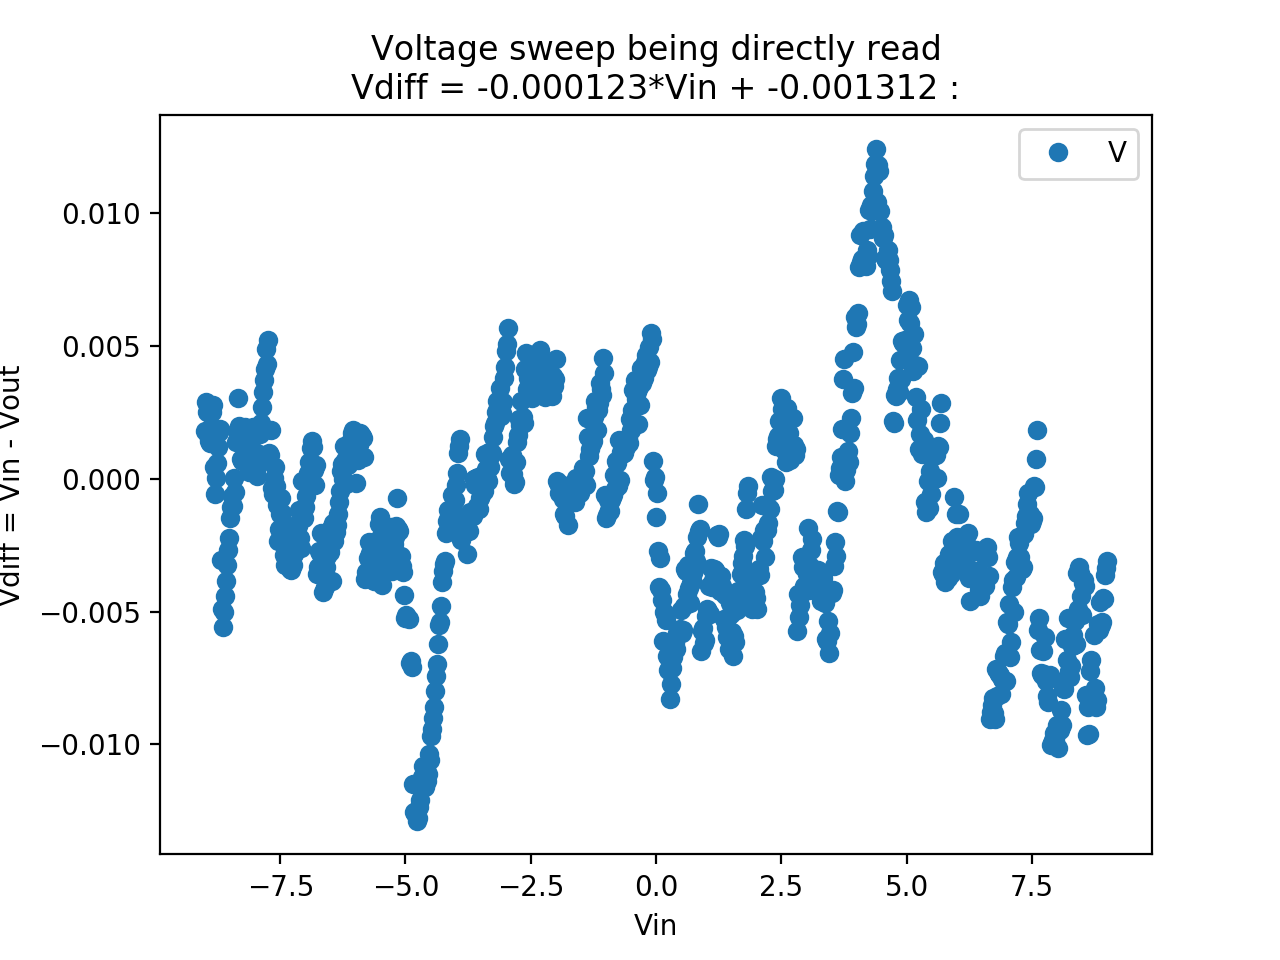 Voltage sweep being directly read
Vdiff = -0.000123*Vin + -0.001312 :
V
0.010
0.005
0.000
−0.005
−0.010
Vdiff = Vin - Vout
−7.5
−5.0
−2.5
0.0
2.5
5.0
7.5
Vin